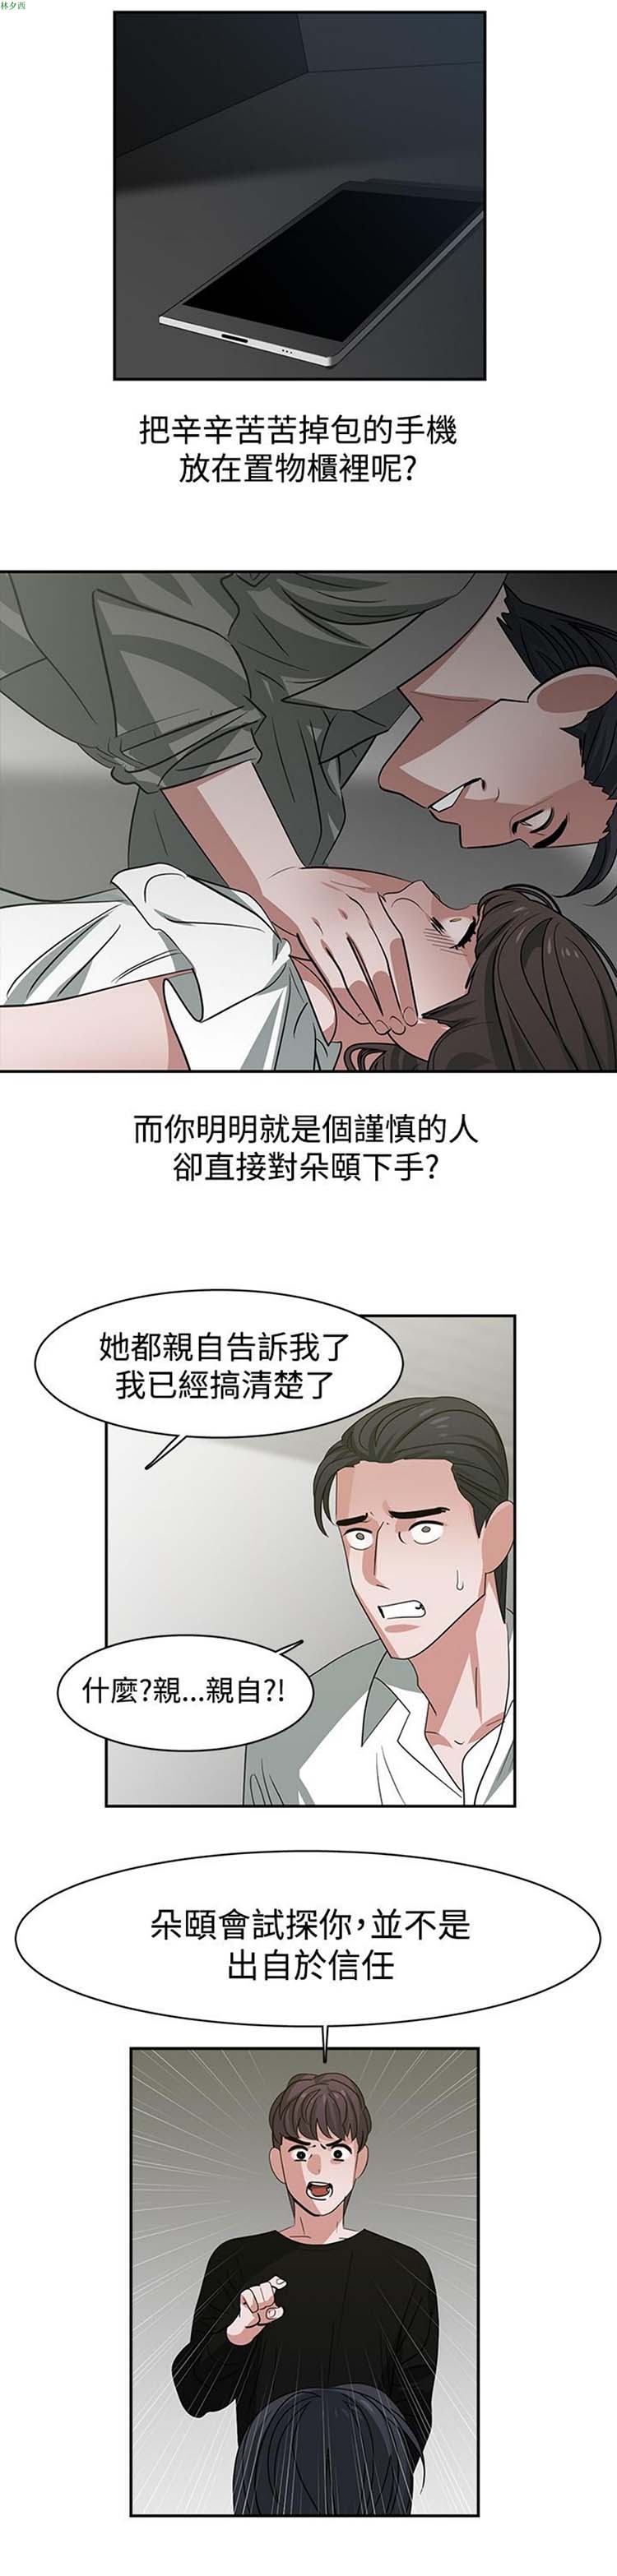 林夕西
把辛辛苦苦掉包的手機
放在置物櫃裡呢?
而你明明就是個謹慎的人
卻直接對朵頤下手?
她都親自告訴我了
我已經搞清楚了
什麼?親...親自?!
朵頤會試探你,並不是
出自於信任